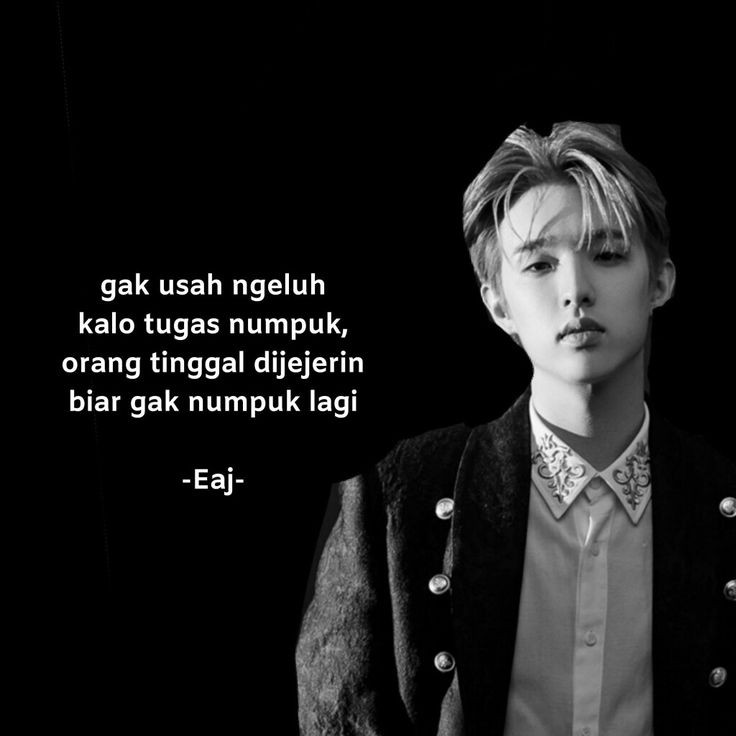 gak usah ngeluh
kalo tugas numpuk,
orang tinggal dijejerin
biar gak numpuk lagi
-Eaj-